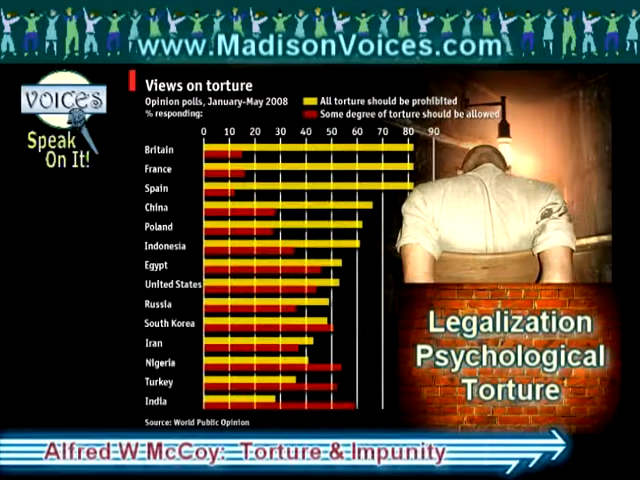 www.MadisonVoices.com
VOICES
Speak
On It!
Views on torture
Opinion polls, January-May 2008
% responding:
All torture should be prohibited
Some degree of torture should be allowed
0 10 20 30 40 50 60 70 80 90
Britain
France
Spain
China
Poland
Indonesia
Egypt
United States
Russia
South Korea
Iran
Nigeria
Turkey
India
Source: World Public Opinion
Legalization
Psychological
Torture
Alfred W McCoy: Torture & Impunity